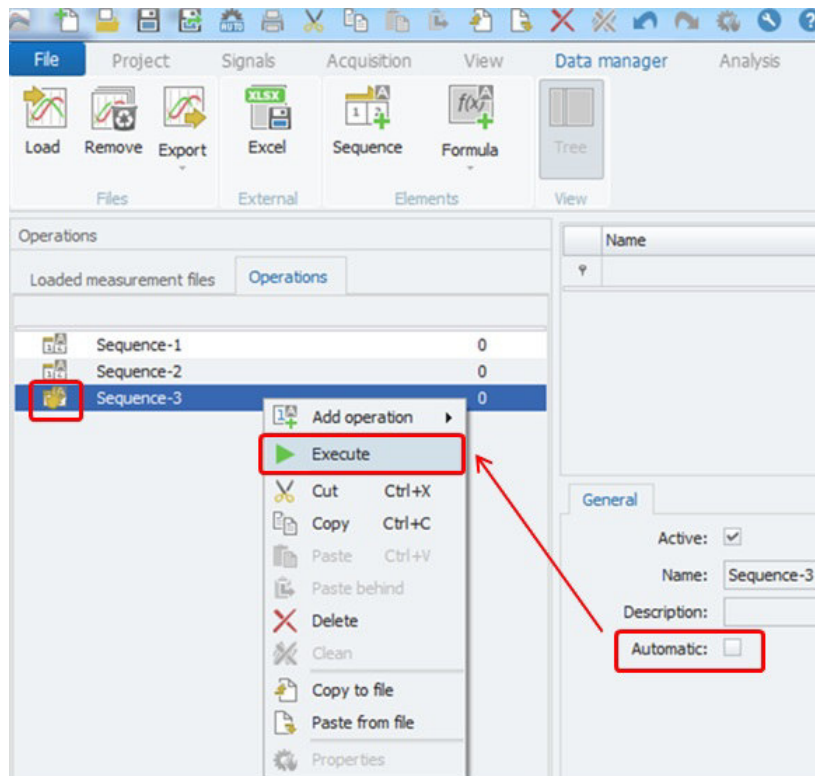 AUTO
File Project Signals Acquisition View Data manager Analysis
XLSX
Load Remove Export Excel Sequence Formula Tree
Files External Elements View
Operations
Name
Loaded measurement files Operations
Sequence-1 0
Sequence-2 0
Sequence-3 0
Add operation
Execute
Cut Ctrl+X
Copy Ctrl+C
Paste Ctrl+V
Paste behind
Delete
Clean
Copy to file
Paste from file
Properties
General
Active:
Name: Sequence-3
Description:
Automatic: